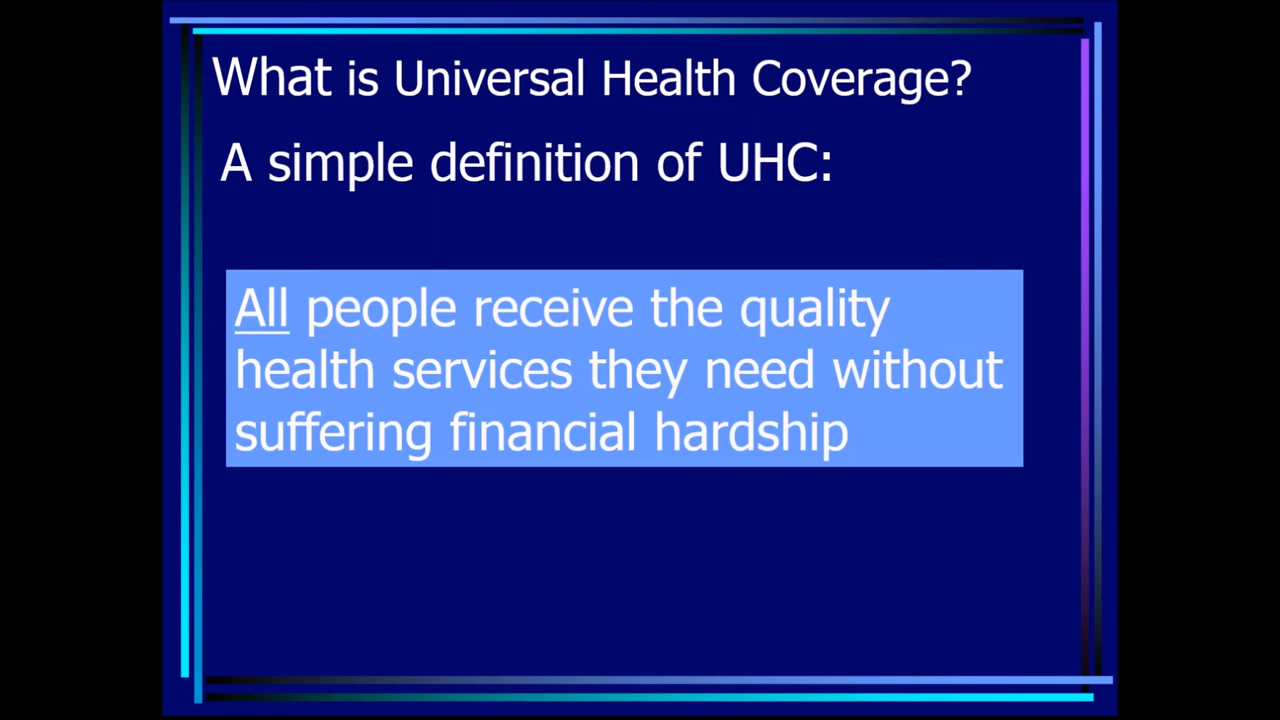 What is Universal Health Coverage?
A simple definition of UHC:
All people receive the quality
health services they need without
suffering financial hardship